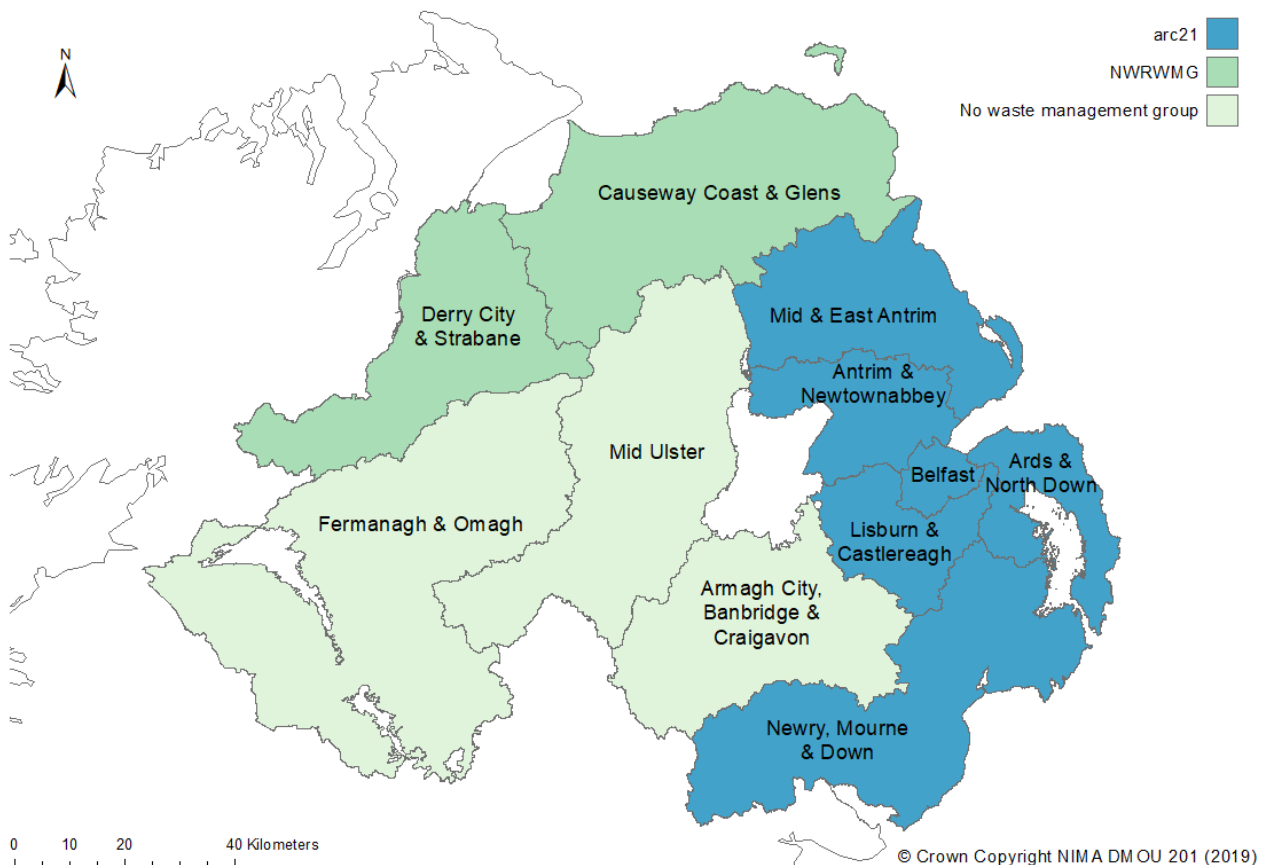 N
arc21
NWRWMG
No waste management group
Causeway Coast & Glens
Derry City
& Strabane
Mid & East Antrim
Antrim &
Newtownabbey
Mid Ulster
Belfast
Ards &
North Down
Fermanagh & Omagh
Lisburn &
Castlereagh
Armagh City,
Banbridge &
Craigavon
Newry, Mourne
& Down
0 10 20 40 Kilometers
© Crown Copyright NIMA DMOU 201 (2019)